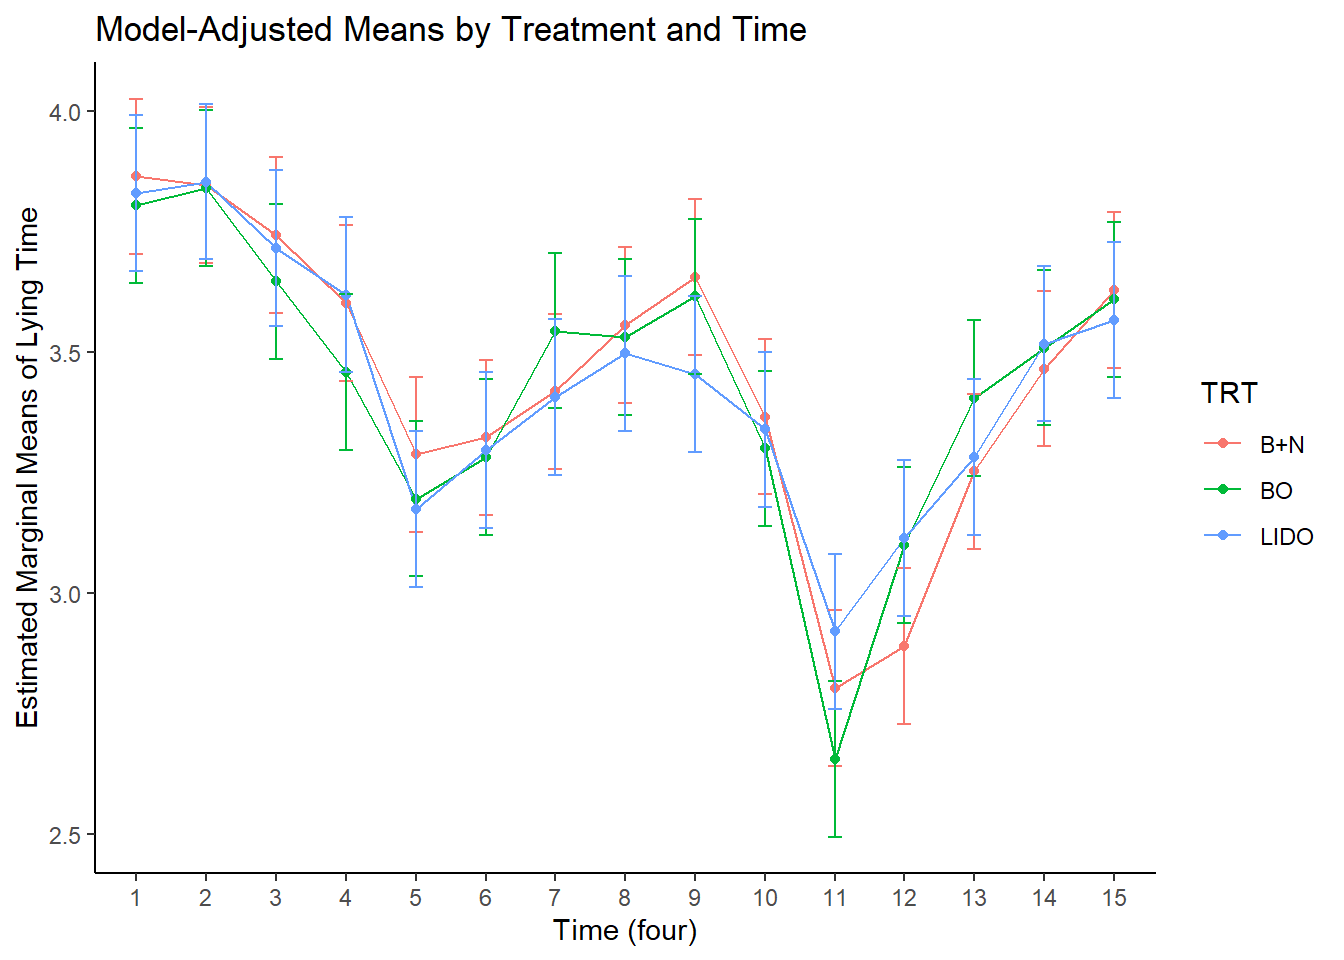 Model-Adjusted Means by Treatment and Time
Estimated Marginal Means of Lying Time
4.0
3.5
3.0
2.5
1 2 3 4 5 6 7 8 9 10 11 12 13 14 15
Time (four)
TRT
B+N
BO
LIDO